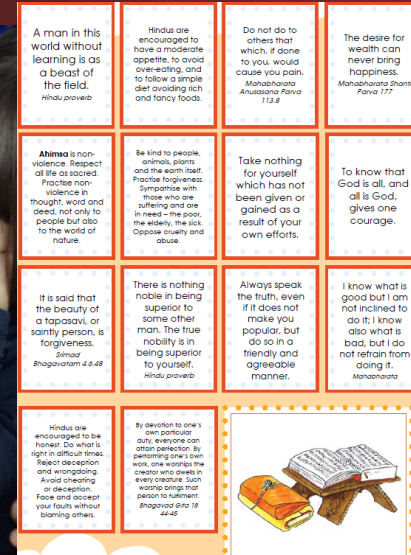 A man in this
world without
learning is as
a beast of
the field.
Hindu proverb
Hindus are
encouraged to
have a moderate
appetite, to avoid
over-eating, and
to follow a simple
diet avoiding rich
and fancy foods.
Do not do to
others that
which, if done
to you, would
cause you pain.
Mahabharata
Anusasana Parva
113.8
The desire for
wealth can
never bring
happiness.
Mahabharata Shanti
Parva 177
Ahimsa is non-
violence. Respect
all life as sacred.
Practise non-
violence in
thought, word and
deed, not only to
people but also
to the world of
nature.
Be kind to people,
animals, plants
and the earth itself.
Practise forgiveness.
Sympathise with
those who are
suffering and are
in need – the poor,
the elderly, the sick.
Oppose cruelty and
abuse.
Take nothing
for yourself
which has not
been given or
gained as a
result of your
own efforts.
To know that
God is all, and
all is God,
gives one
courage.
It is said that
the beauty of
a tapasavi, or
saintly person, is
forgiveness.
Srimad
Bhagavatam 4.6.48
There is nothing
noble in being
superior to
some other
man. The true
nobility is in
being superior
to yourself.
Hindu proverb
Always speak
the truth, even
if it does not
make you
popular, but
do so in a
friendly and
agreeable
manner.
I know what is
good but I am
not inclined to
do it; I know
also what is
bad, but I do
not refrain from
doing it.
Mahabharata
Hindus are
encouraged to be
honest. Do what is
right in difficult times.
Reject deception
and wrongdoing.
Avoid cheating
or deception.
Face and accept
your faults without
blaming others.
By devotion to one's
own particular
duty, everyone can
attain perfection. By
performing one's own
work, one worships the
creator who dwells in
every creature. Such
worship brings that
person to fulfilment.
Bhagavad Gita 18
44-45